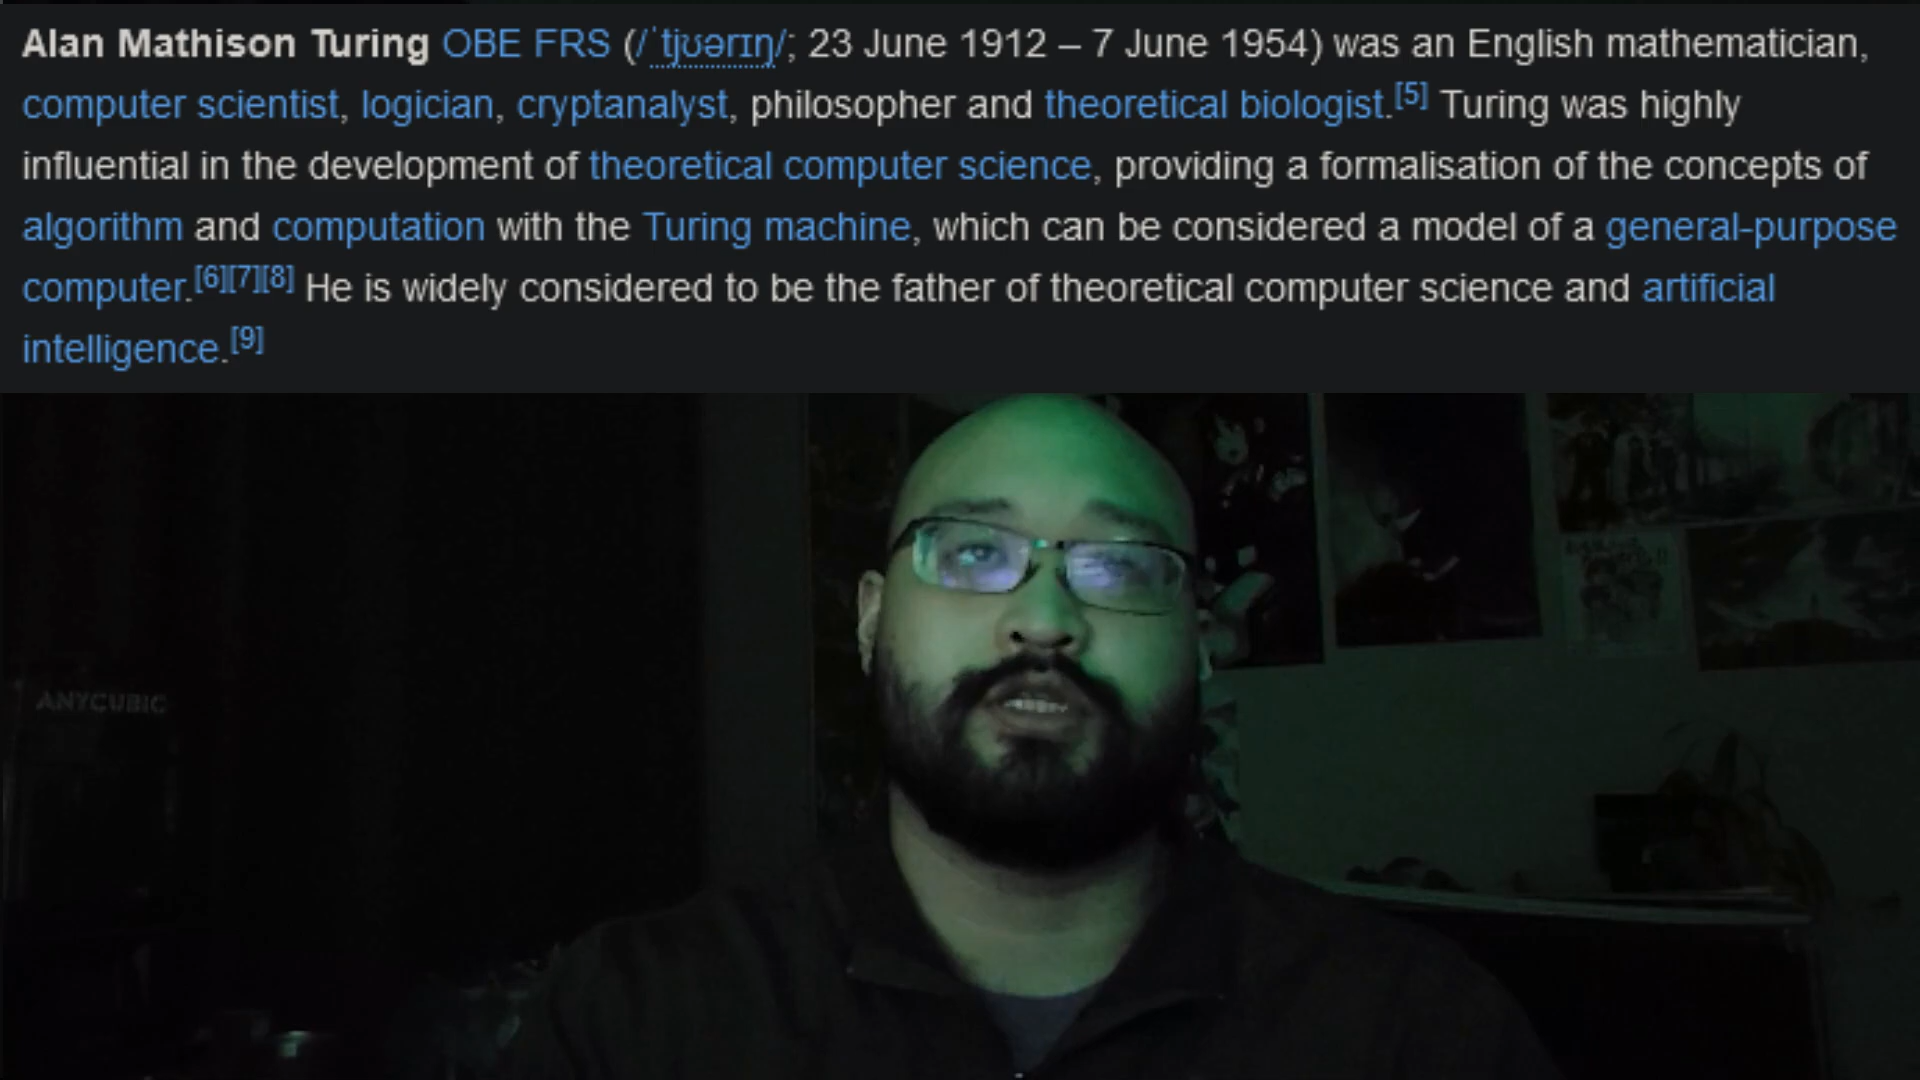 Alan Mathison Turing OBE FRS (/ˈtjʊərɪŋ/; 23 June 1912 – 7 June 1954) was an English mathematician,
computer scientist, logician, cryptanalyst, philosopher and theoretical biologist.[5] Turing was highly
influential in the development of theoretical computer science, providing a formalisation of the concepts of
algorithm and computation with the Turing machine, which can be considered a model of a general-purpose
computer.[6][7][8] He is widely considered to be the father of theoretical computer science and artificial
intelligence.[9]
ANYCUBIC